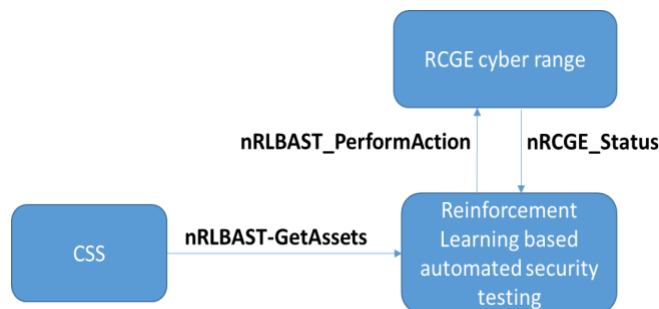 RCGE cyber range
nRLBAST_PerformAction
nRCGE_Status
CSS
nRLBAST-GetAssets
Reinforcement
Learning based
automated security
testing